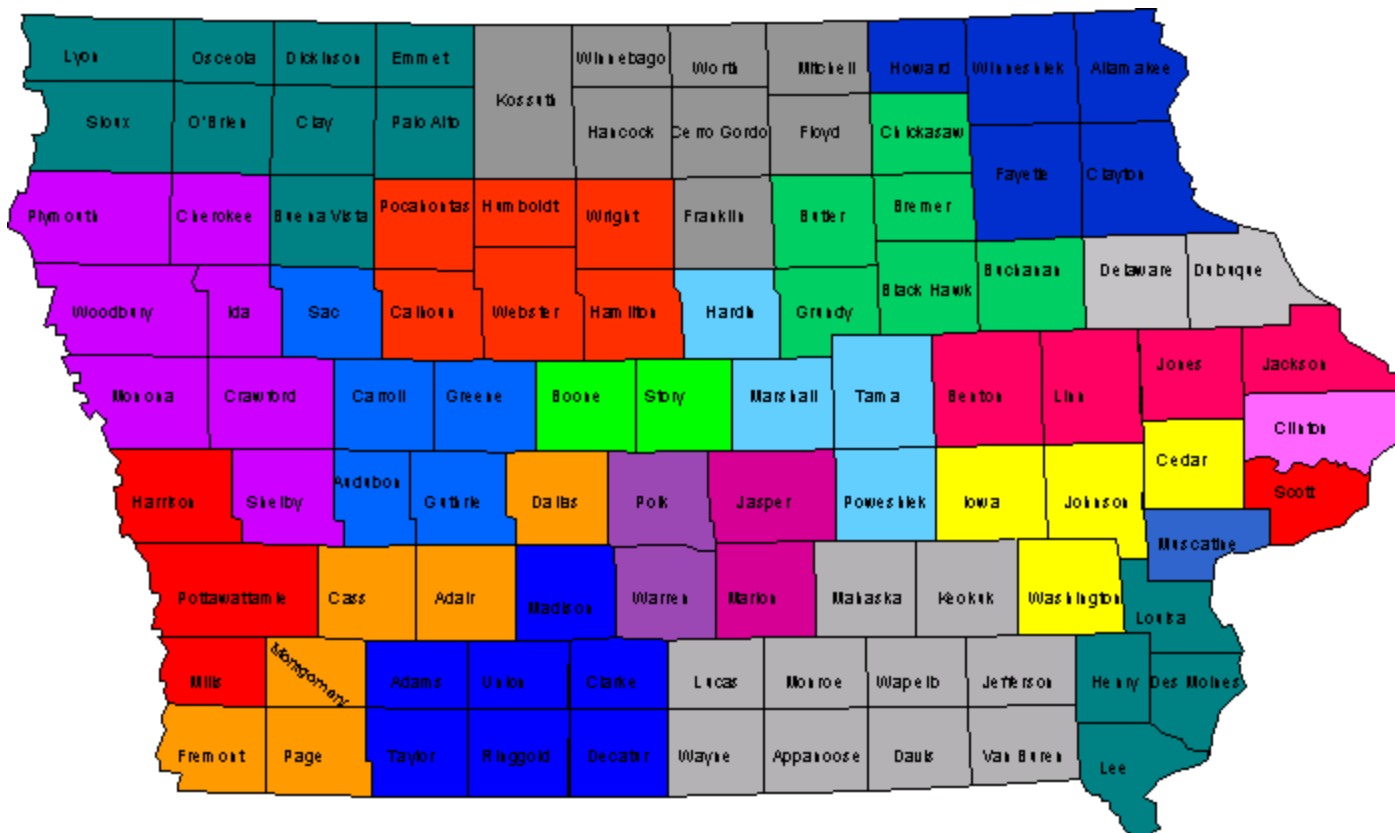 Lyon
Osceola
Dickinson
Emmet
Kossuth
Winnebago
Worth
Mitchell
Howard
Winneshiek
Allamakee
Sioux
O'Brien
Clay
Palo Alto
Hancock
Cerro Gordo
Floyd
Chickasaw
Fayette
Clayton
Plymouth
Cherokee
Buena Vista
Pocahontas
Humboldt
Wright
Franklin
Butler
Bremer
Woodbury
Ida
Sac
Calhoun
Webster
Hamilton
Hardin
Grundy
Black Hawk
Buchanan
Delaware
Dubuque
Monona
Crawford
Carroll
Greene
Boone
Story
Marshall
Tama
Benton
Linn
Jones
Jackson
Clinton
Harrison
Shelby
Audubon
Guthrie
Dallas
Polk
Jasper
Poweshiek
Iowa
Johnson
Cedar
Scott
Muscatine
Pottawattamie
Cass
Adair
Madison
Warren
Marion
Mahaska
Keokuk
Washington
Louisa
Mills
Montgomery
Adams
Union
Clarke
Lucas
Monroe
Wapello
Jefferson
Henry
Des Moines
Fremont
Page
Taylor
Ringgold
Decatur
Wayne
Appanoose
Davis
Van Buren
Lee